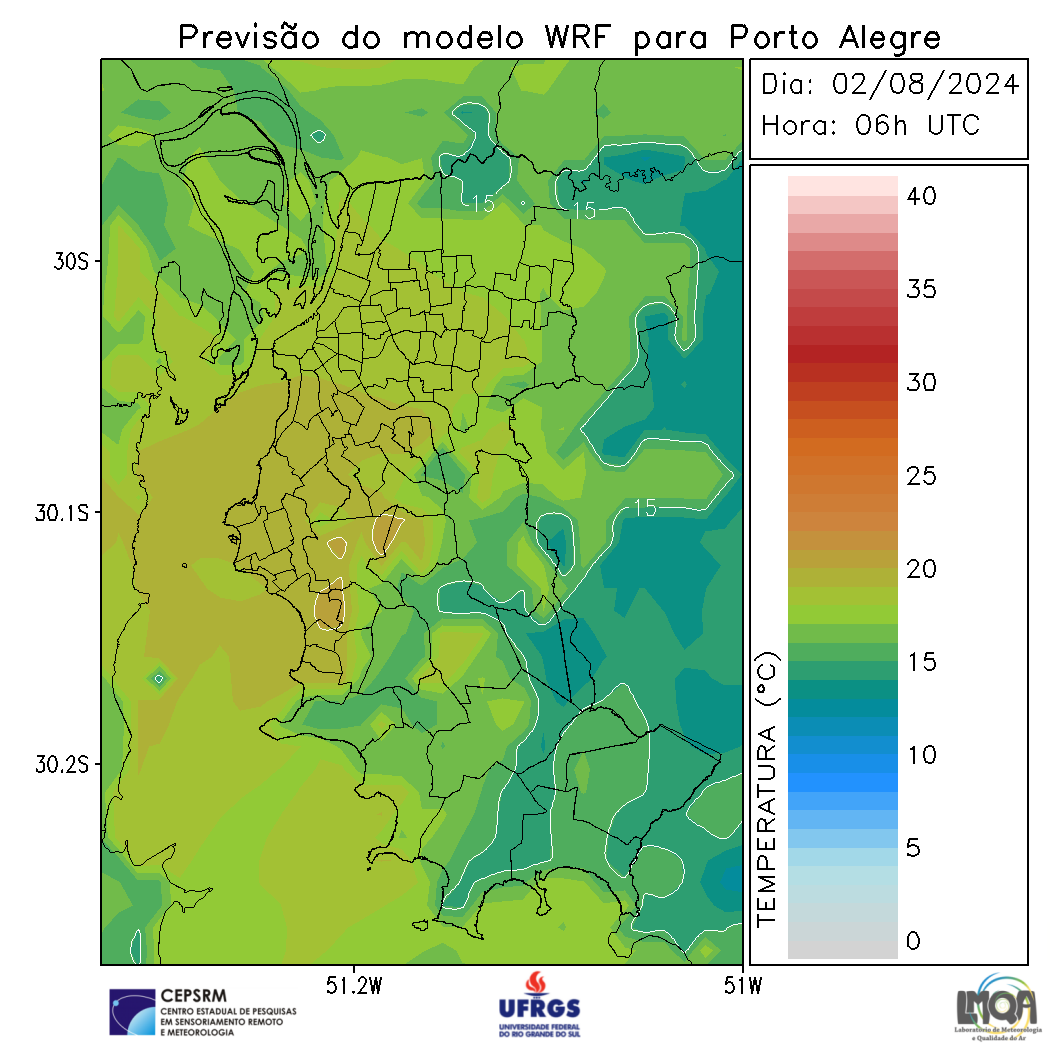 Previsão do modelo WRF para Porto Alegre
Dia: 02/08/2024
Hora: 06h UTC
TEMPERATURA (°C)
40
35
30
25
20
15
10
5
0
30S
30.1S
30.2S
51.2W
51W
15
15
15
CEPSRM
CENTRO ESTADUAL DE PESQUISAS
EM SENSORIAMENTO REMOTO
E METEOROLOGIA
UFRGS
UNIVERSIDADE FEDERAL
DO RIO GRANDE DO SUL
LMQA
Laboratório de Meteorologia
e Qualidade do Ar